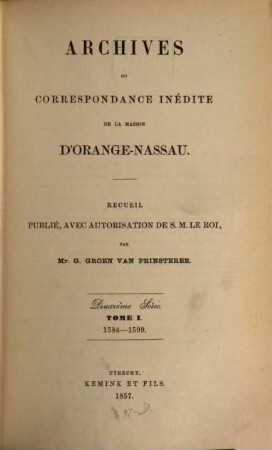 ARCHIVES
OU
CORRESPONDANCE INÉDITE
DE LA MAISON
D'ORANGE-NASSAU.
RECUEIL
PUBLIÉ, AVEC AUTORISATION DE S. M. LE ROI,
PAR
Mr. G. GROEN VAN PRINSTERER.
Deuxième Série.
TOME I.
1584—1599.
UTRECHT,
KEMINK ET FILS.
1857.